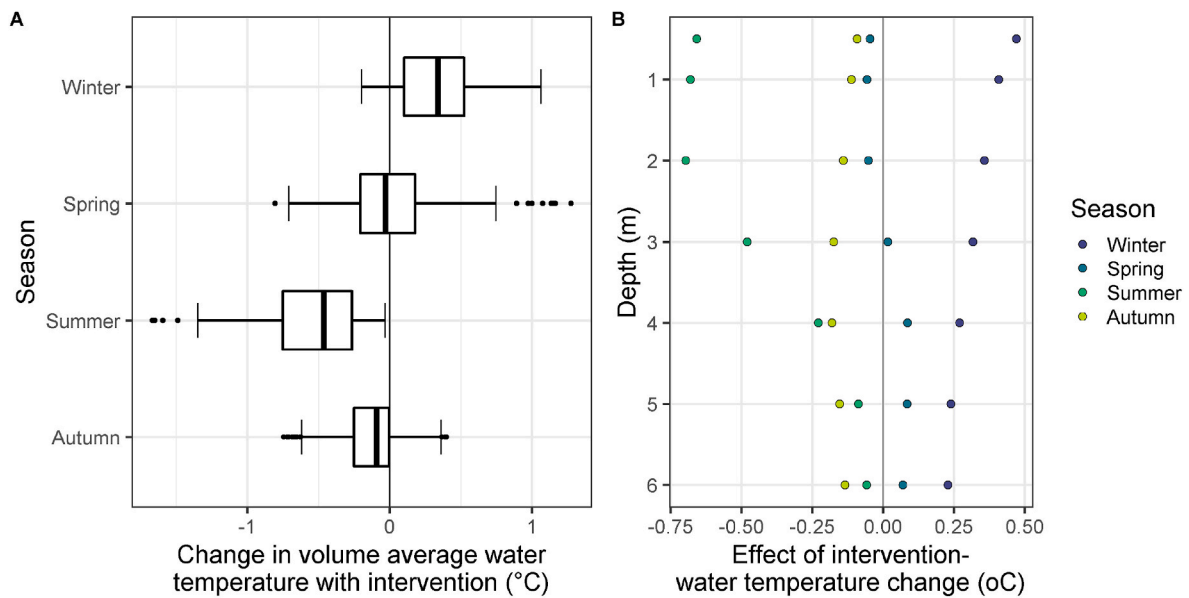 A
Season
Winter
Spring
Summer
Autumn
-1
0
1
Change in volume average water
temperature with intervention (°C)
B
Depth (m)
1
2
3
4
5
6
-0.75
-0.50
-0.25
0.00
0.25
0.50
Effect of intervention-
water temperature change (oC)
Season
Winter
Spring
Summer
Autumn